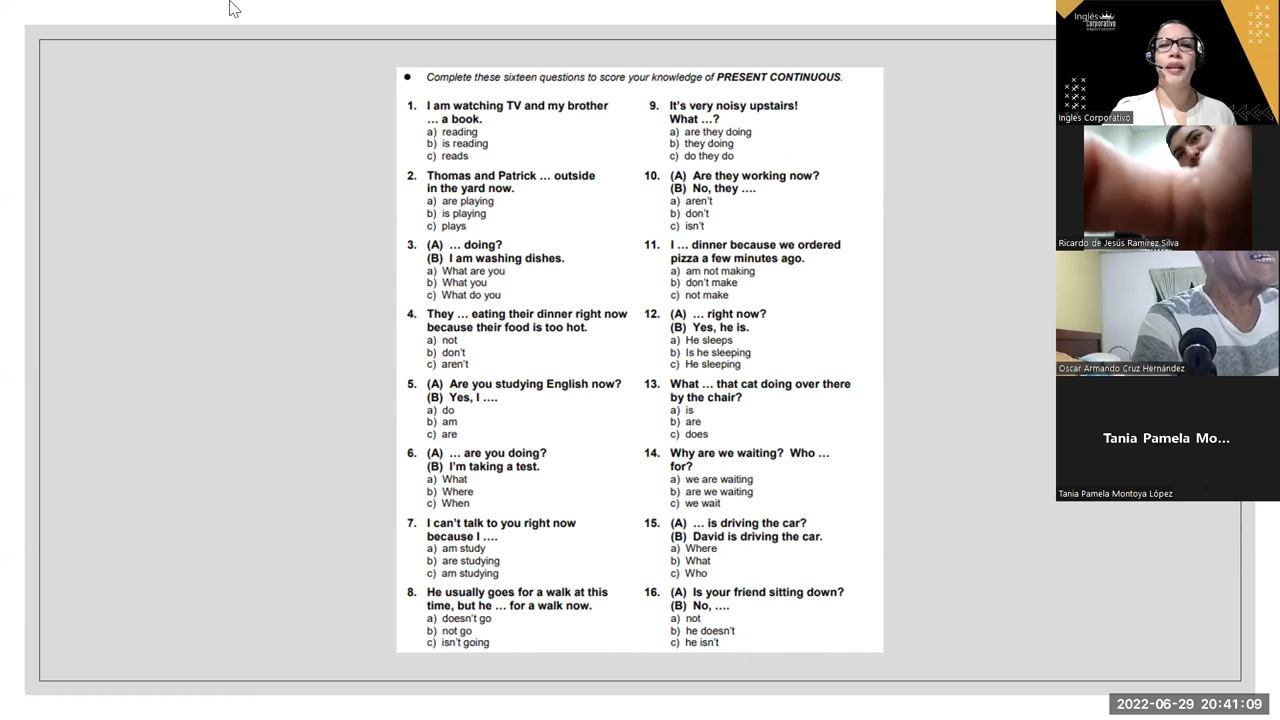 Complete these sixteen questions to score your knowledge of PRESENT CONTINUOUS.
1. I am watching TV and my brother
… a book.
a) reading
b) is reading
c) reads
2. Thomas and Patrick … outside
in the yard now.
a) are playing
b) is playing
c) plays
3. (A) … doing?
(B) I am washing dishes.
a) What are you
b) What you
c) What do you
4. They … eating their dinner right now
because their food is too hot.
a) not
b) don't
c) aren't
5. (A) Are you studying English now?
(B) Yes, I ….
a) do
b) am
c) are
6. (A) … are you doing?
(B) I'm taking a test.
a) What
b) Where
c) When
7. I can't talk to you right now
because I ….
a) am study
b) are studying
c) am studying
8. He usually goes for a walk at this
time, but he … for a walk now.
a) doesn't go
b) not go
c) isn't going
9. It's very noisy upstairs!
What …?
a) are they doing
b) they doing
c) do they do
10. (A) Are they working now?
(B) No, they ….
a) aren't
b) don't
c) isn't
11. I … dinner because we ordered
pizza a few minutes ago.
a) am not making
b) don't make
c) not make
12. (A) … right now?
(B) Yes, he is.
a) He sleeps
b) Is he sleeping
c) He sleeping
13. What … that cat doing over there
by the chair?
a) is
b) are
c) does
14. Why are we waiting? Who …
for?
a) we are waiting
b) are we waiting
c) we wait
15. (A) … is driving the car?
(B) David is driving the car.
a) Where
b) What
c) Who
16. (A) Is your friend sitting down?
(B) No, ….
a) not
b) he doesn't
c) he isn't
Inglés
Corporativo
Inglés Corporativo
Ricardo de Jesús Ramírez Silva
Oscar Armando Cruz Hernández
Tania Pamela Mo...
Tania Pamela Montoya López
2022-06-29 20:41:09